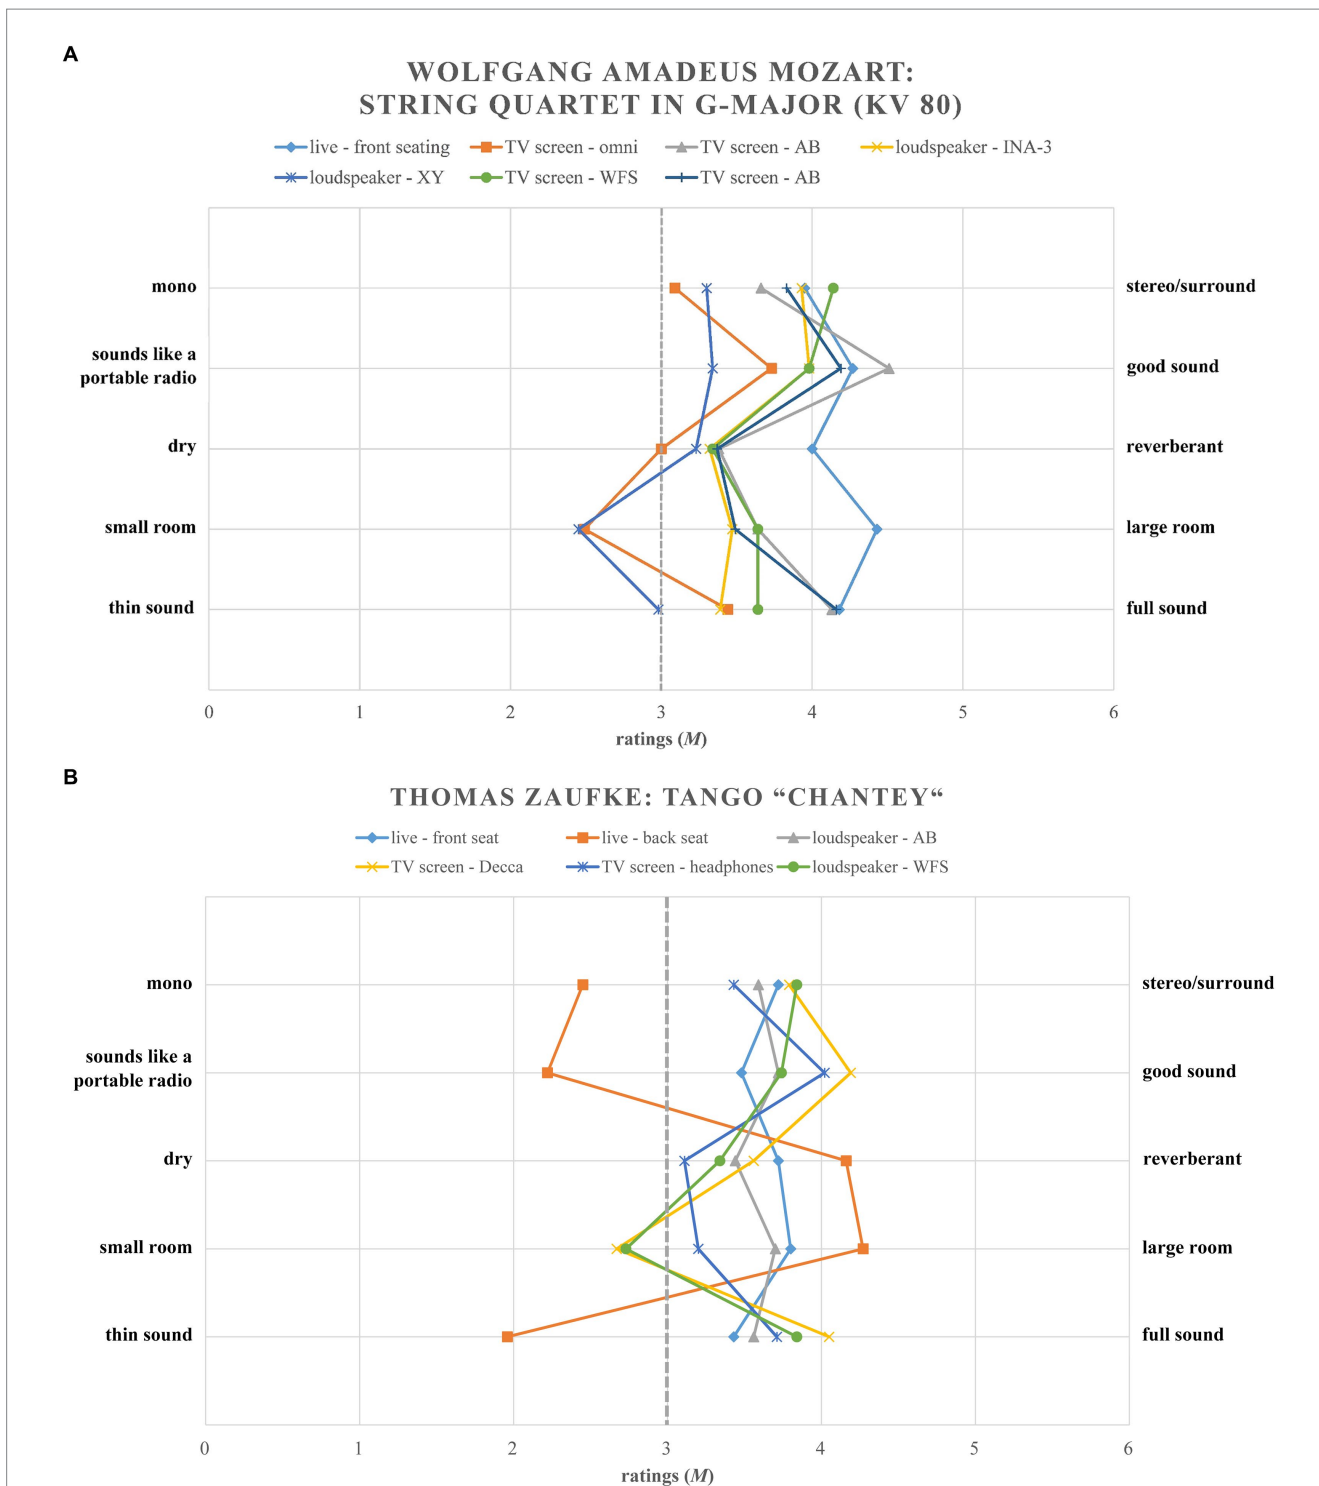 A
WOLFGANG AMADEUS MOZART:
STRING QUARTET IN G-MAJOR (KV 80)
live - front seating TV screen - omni TV screen - AB loudspeaker - INA-3
loudspeaker - XY TV screen - WFS TV screen - AB
mono stereo/surround
sounds like a
portable radio good sound
dry reverberant
small room large room
thin sound full sound
0 1 2 3 4 5 6
ratings (M)
B
THOMAS ZAUFKE: TANGO “CHANTEY“
live - front seat live - back seat loudspeaker - AB
TV screen - Decca TV screen - headphones loudspeaker - WFS
mono stereo/surround
sounds like a
portable radio good sound
dry reverberant
small room large room
thin sound full sound
0 1 2 3 4 5 6
ratings (M)